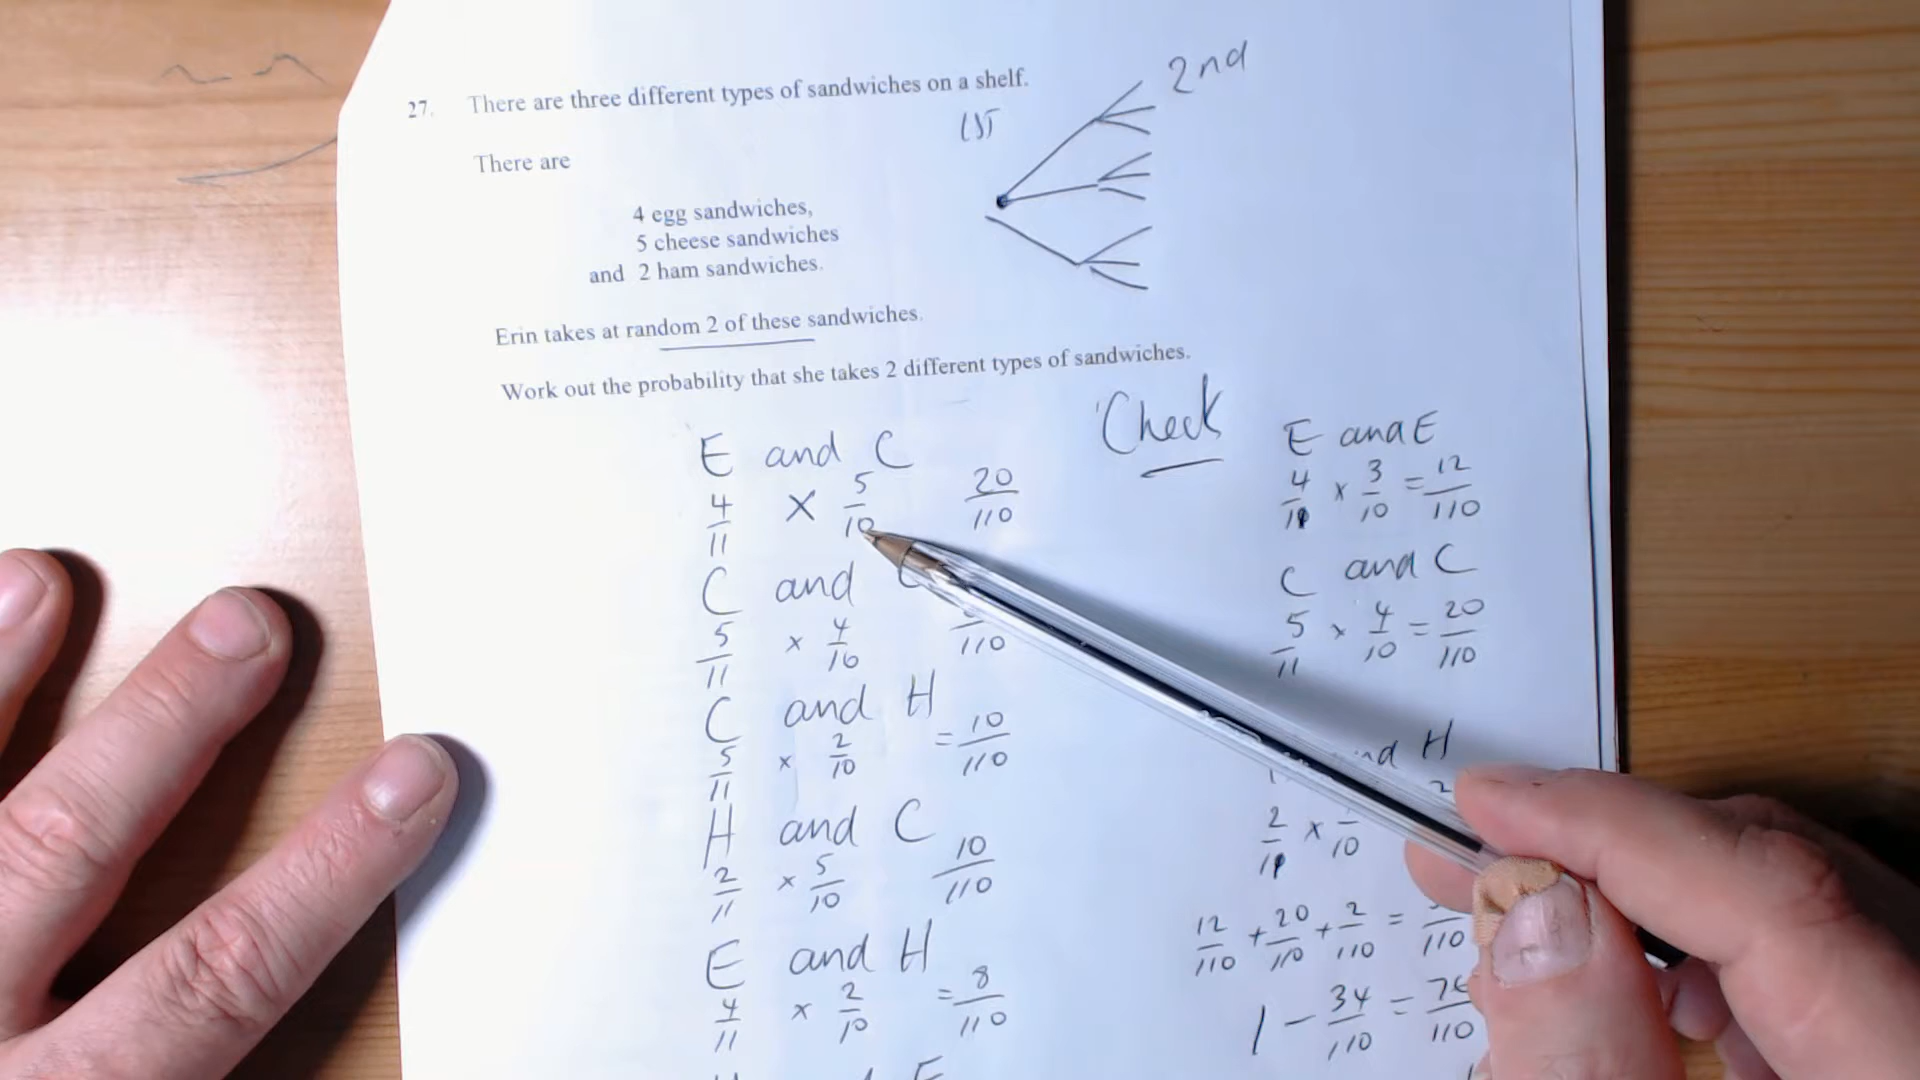 27. There are three different types of sandwiches on a shelf.
There are
4 egg sandwiches,
5 cheese sandwiches
and 2 ham sandwiches.
Erin takes at random 2 of these sandwiches.
Work out the probability that she takes 2 different types of sandwiches.
1ST
2nd
E and C
4/11 × 5/10 20/110
C and
5/11 × 4/10 /110
C and H
5/11 × 2/10 = 10/110
H and C
2/11 × 5/10 10/110
E and H
4/11 × 2/10 = 8/110
E
Check
E and E
4/11 × 3/10 = 12/110
C and C
5/11 × 4/10 = 20/110
H
2/11 × /10 2
12/110 + 20/110 + 2/110 = /110
1 - 34/110 = 76/110